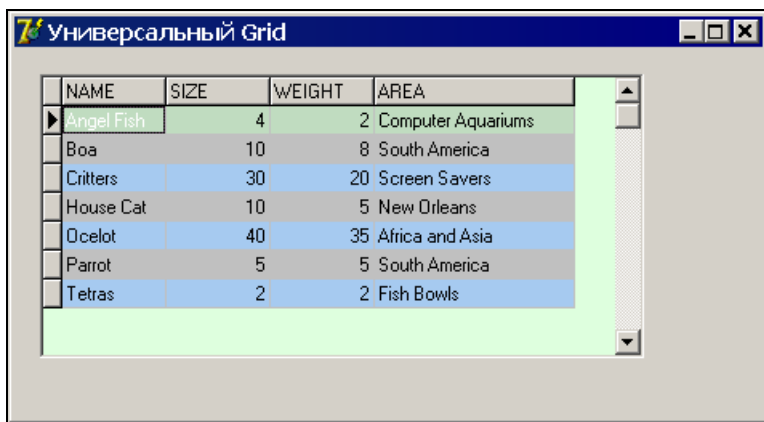 Универсальный Grid
NAME SIZE WEIGHT AREA
Angel Fish 4 2 Computer Aquariums
Boa 10 8 South America
Critters 30 20 Screen Savers
House Cat 10 5 New Orleans
Ocelot 40 35 Africa and Asia
Parrot 5 5 South America
Tetras 2 2 Fish Bowls